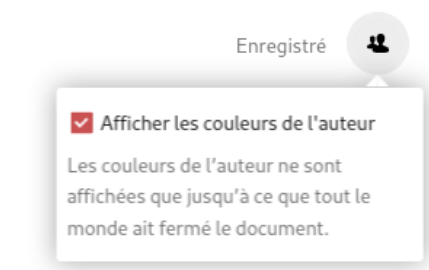 Enregistré
Afficher les couleurs de l'auteur
Les couleurs de l’auteur ne sont
affichées que jusqu’à ce que tout le
monde ait fermé le document.